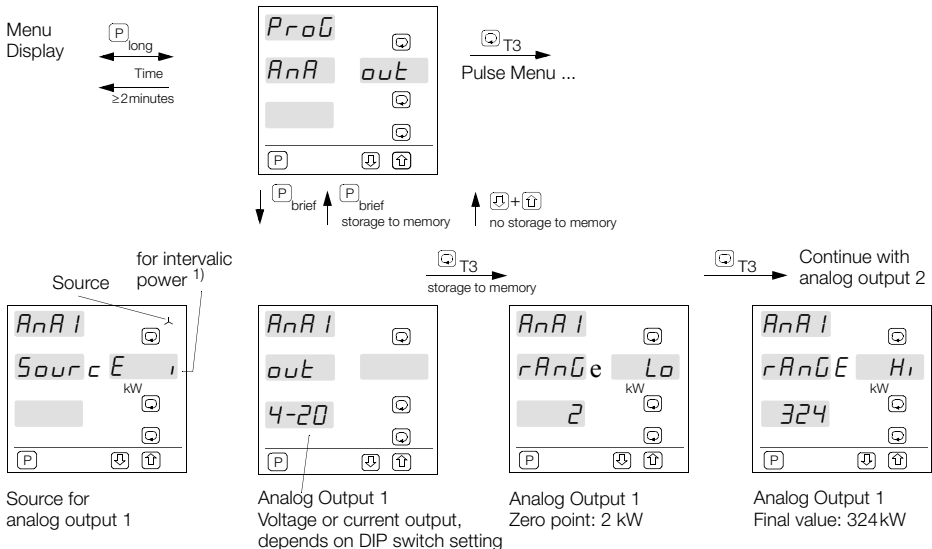 Menu
Display
P long
Time
≥2minutes
ProG
AnA out
P
T3
Pulse Menu ...
P brief
P brief
storage to memory
+
no storage to memory
Source
for intervalic
power 1)
T3
storage to memory
T3
Continue with
analog output 2
AnA1
SourcE i
kW
P
Source for
analog output 1
AnA1
out
4-20
P
Analog Output 1
Voltage or current output,
depends on DIP switch setting
AnA1
rAnGe Lo
kW
2
P
Analog Output 1
Zero point: 2 kW
AnA1
rAnGE Hi
kW
324
P
Analog Output 1
Final value: 324kW